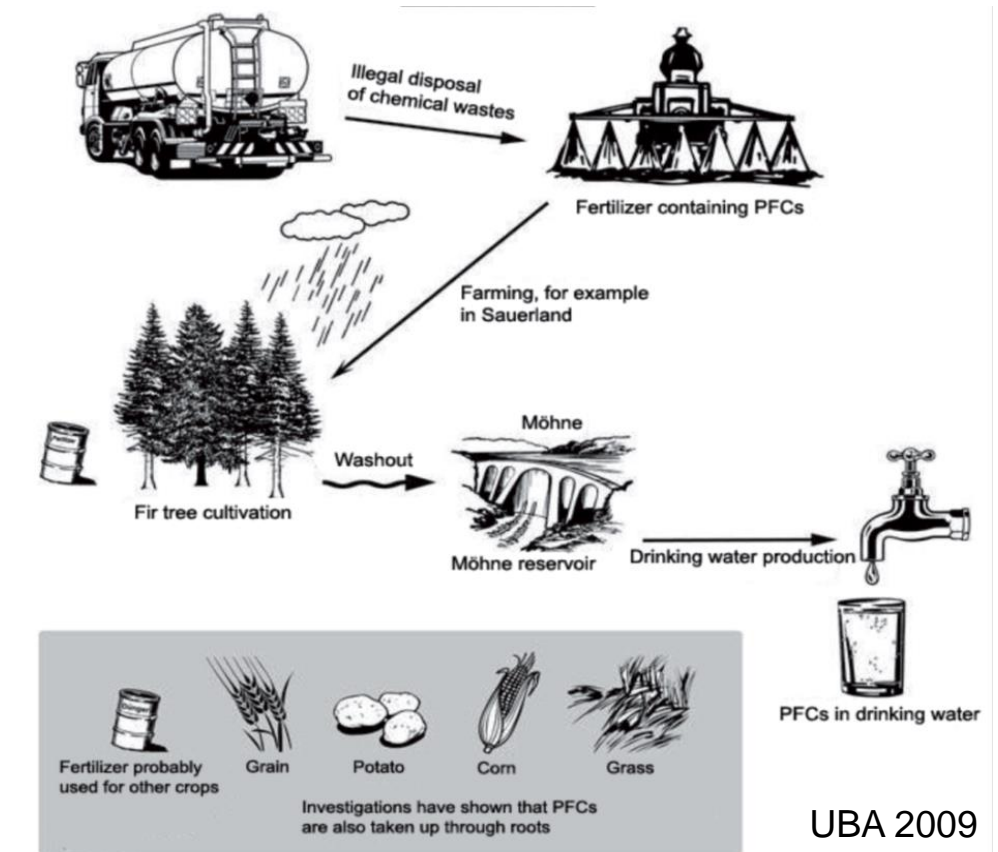 Illegal disposal
of chemical wastes
Fertilizer containing PFCs
Farming, for example
in Sauerland
Möhne
Washout
Fir tree cultivation
Möhne reservoir
Drinking water production
PFCs in drinking water
Fertilizer probably
used for other crops
Grain
Potato
Corn
Grass
Investigations have shown that PFCs
are also taken up through roots
UBA 2009